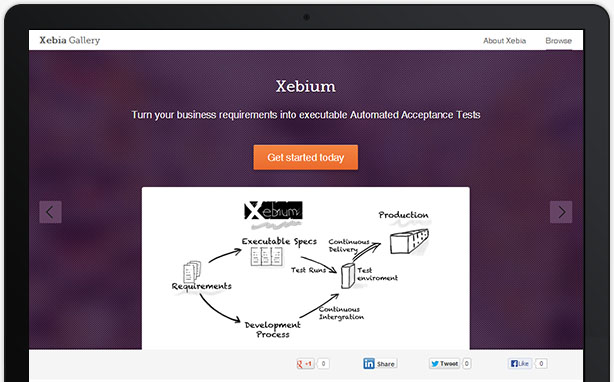 Xebia Gallery
About Xebia
Browse
Xebium
Turn your business requirements into executable Automated Acceptance Tests
Get started today
Xebium
Production
Executable Specs
Continuous
Delivery
Test Runs
Test
enviroment
Requirements
Continuous
Intergration
Development
Process
+1
0
in Share
Tweet
0
Like
0